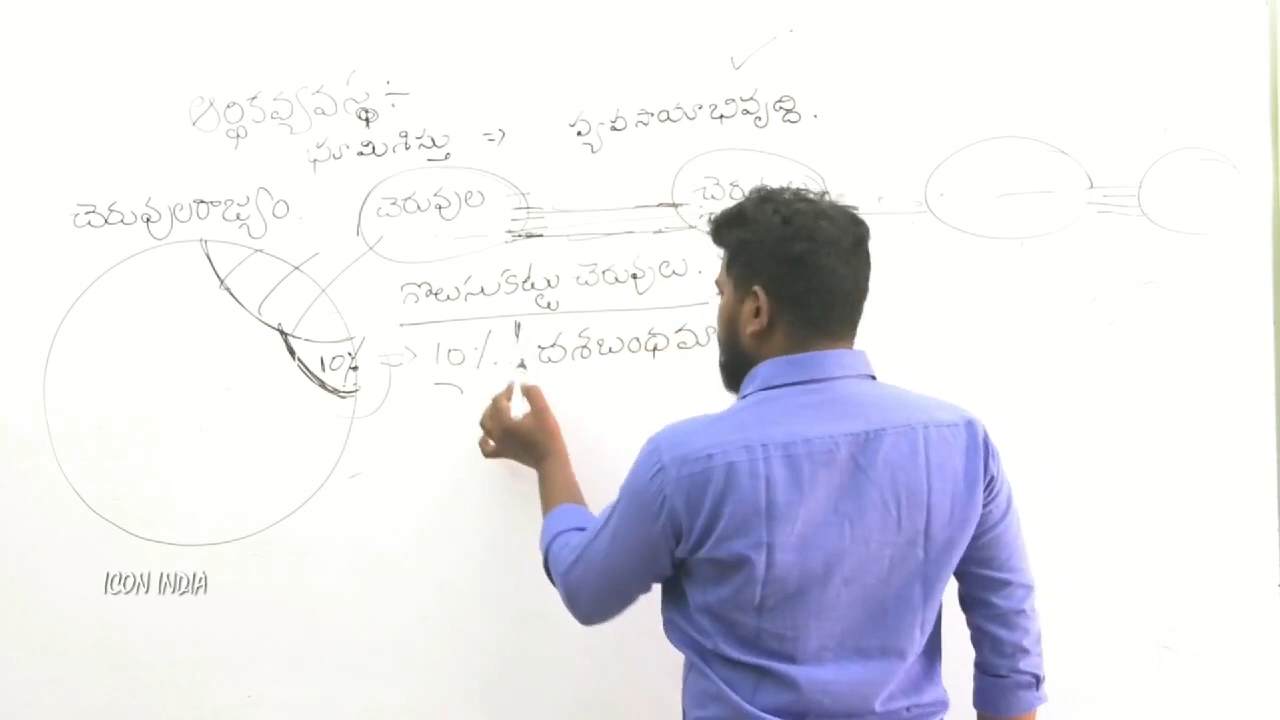 ఆర్థికవ్యవస్థ:-
భూమిశిస్తు => వ్యవసాయాభివృద్ధి.
చెరువులరాజ్యం.
చెరువుల
గొలుసుకట్టు చెరువులు.
10% => 10%. దశబంధమా
ICON INDIA